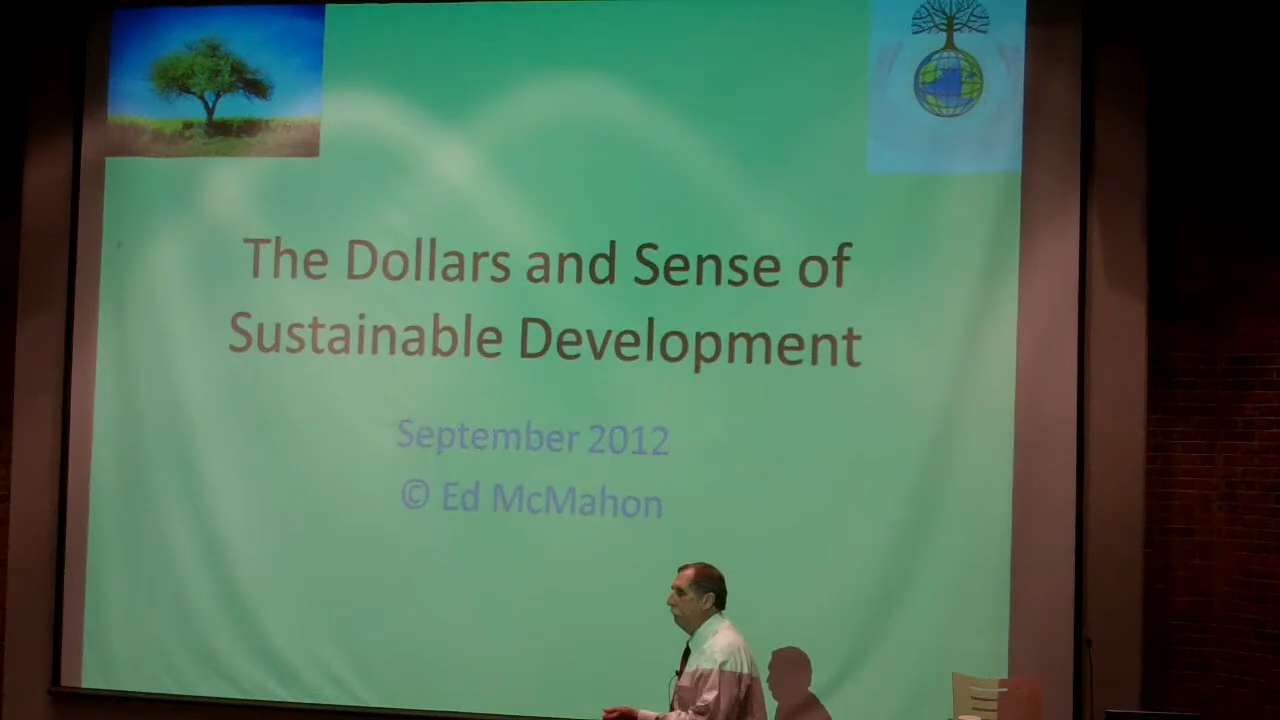 The Dollars and Sense of
Sustainable Development
September 2012
© Ed McMahon